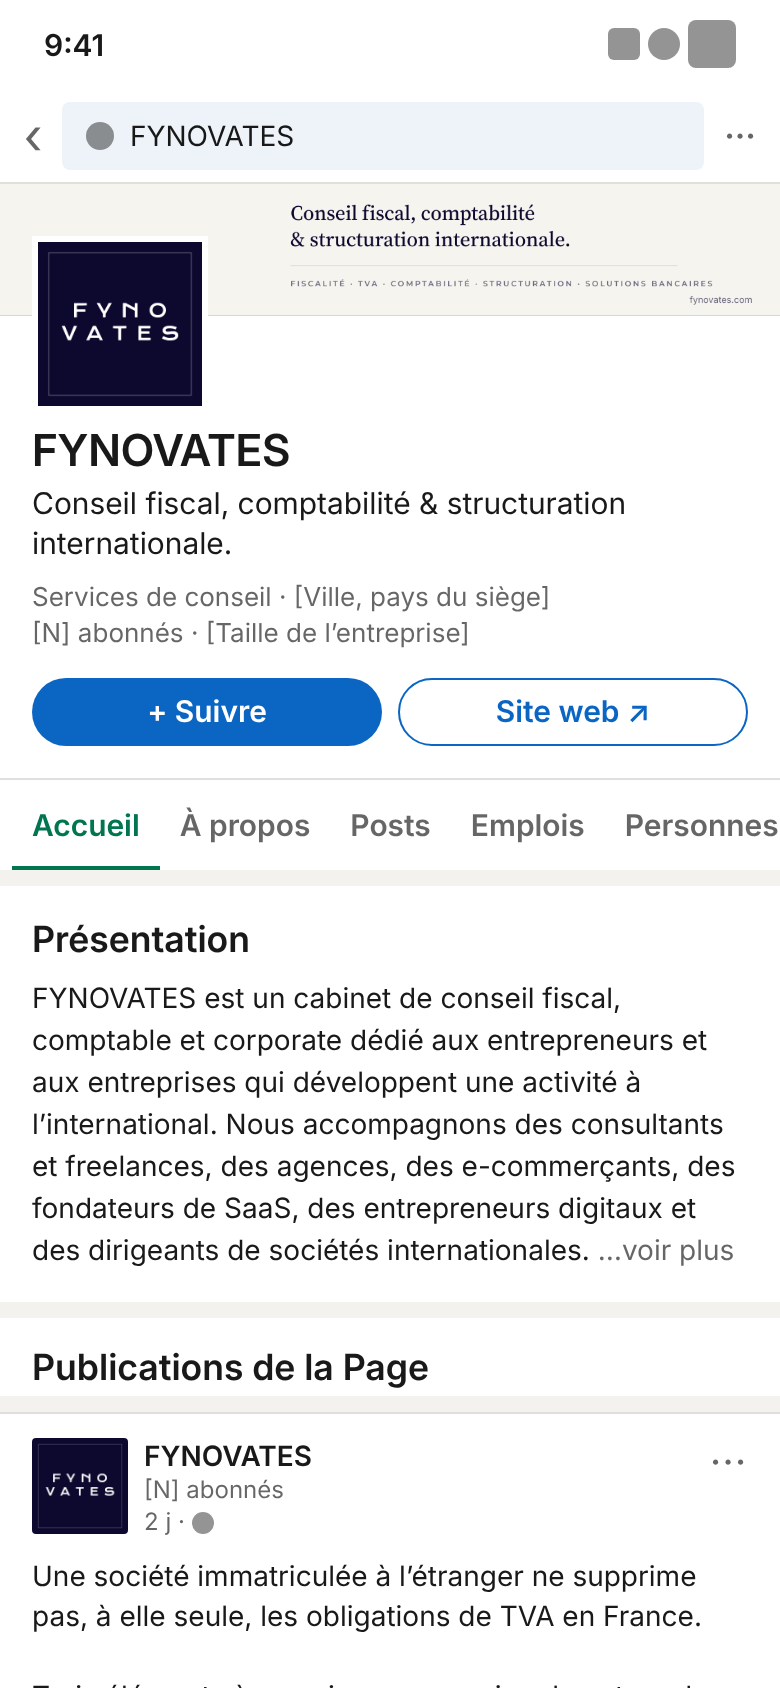 9:41
FYNOVATES
Conseil fiscal, comptabilité
& structuration internationale.
FISCALITÉ · TVA · COMPTABILITÉ · STRUCTURATION · SOLUTIONS BANCAIRES
fynovates.com
FYNO
VATES
FYNOVATES
Conseil fiscal, comptabilité & structuration
internationale.
Services de conseil · [Ville, pays du siège]
[N] abonnés · [Taille de l’entreprise]
+ Suivre
Site web ↗
Accueil À propos Posts Emplois Personnes
Présentation
FYNOVATES est un cabinet de conseil fiscal,
comptable et corporate dédié aux entrepreneurs et
aux entreprises qui développent une activité à
l’international. Nous accompagnons des consultants
et freelances, des agences, des e-commerçants, des
fondateurs de SaaS, des entrepreneurs digitaux et
des dirigeants de sociétés internationales. ...voir plus
Publications de la Page
FYNO
VATES
FYNOVATES
[N] abonnés
2 j ·
Une société immatriculée à l’étranger ne supprime
pas, à elle seule, les obligations de TVA en France.